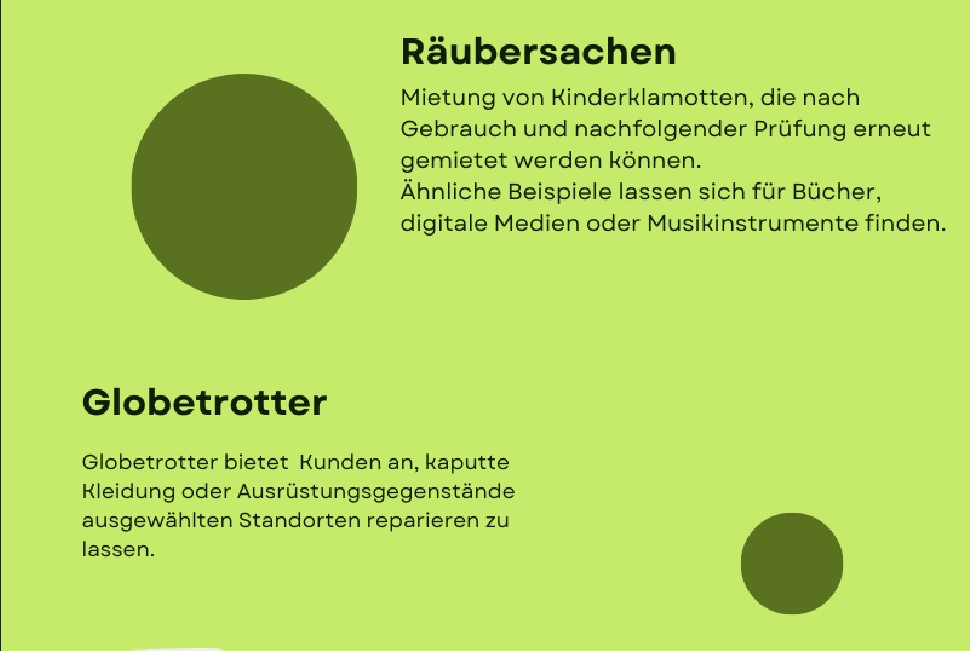 Räubersachen
Mietung von Kinderklamotten, die nach
Gebrauch und nachfolgender Prüfung erneut
gemietet werden können.
Ähnliche Beispiele lassen sich für Bücher,
digitale Medien oder Musikinstrumente finden.
Globetrotter
Globetrotter bietet  Kunden an, kaputte
Kleidung oder Ausrüstungsgegenstände
ausgewählten Standorten reparieren zu
lassen.